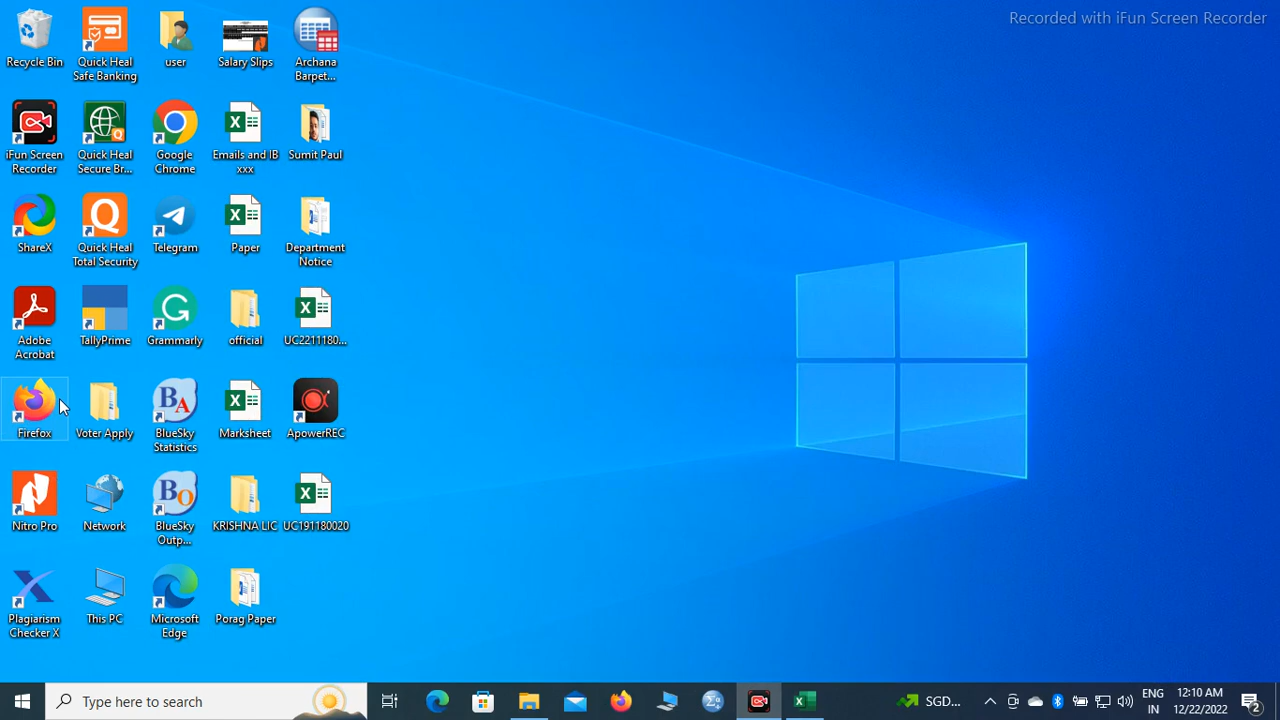 Recorded with iFun Screen Recorder
Recycle Bin
Quick Heal
Safe Banking
user
Salary Slips
Archana
Barpet...
iFun Screen
Recorder
Quick Heal
Secure Br...
Google
Chrome
Emails and IB
xxx
Sumit Paul
ShareX
Quick Heal
Total Security
Telegram
Paper
Department
Notice
Adobe
Acrobat
TallyPrime
Grammarly
official
UC2211180...
Firefox
Voter Apply
BlueSky
Statistics
Marksheet
ApowerREC
Nitro Pro
Network
BlueSky
Outp...
KRISHNA LIC
UC191180020
Plagiarism
Checker X
This PC
Microsoft
Edge
Porag Paper
Type here to search
SGD...
ENG
IN
12:10 AM
12/22/2022
2